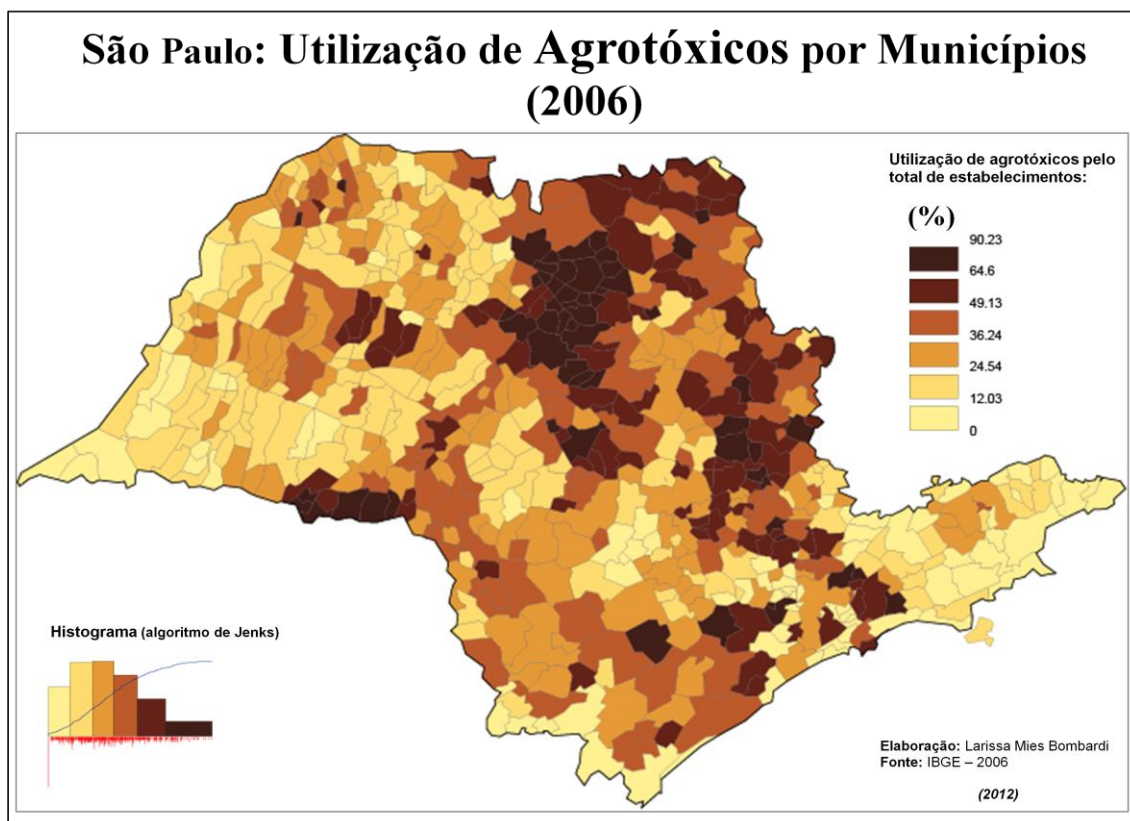 São Paulo: Utilização de Agrotóxicos por Municípios
(2006)
Utilização de agrotóxicos pelo
total de estabelecimentos:
(%)
90.23
64.6
49.13
36.24
24.54
12.03
0
Histograma (algoritmo de Jenks)
Elaboração: Larissa Mies Bombardi
Fonte: IBGE – 2006
(2012)